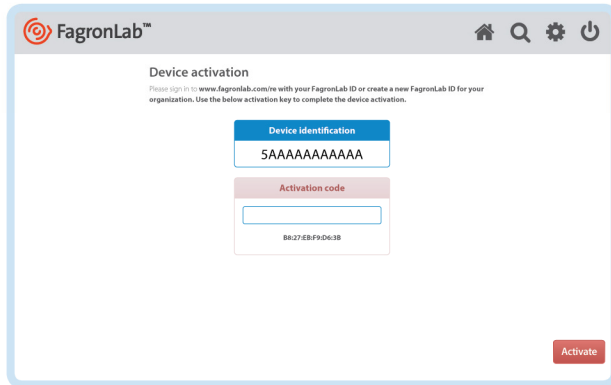 FagronLab™
Device activation
Please sign in to www.fagronlab.com/re with your FagronLab ID or create a new FagronLab ID for your
organization. Use the below activation key to complete the device activation.
Device identification
5AAAAAAAAAAA
Activation code
B8:27:EB:F9:D6:3B
Activate